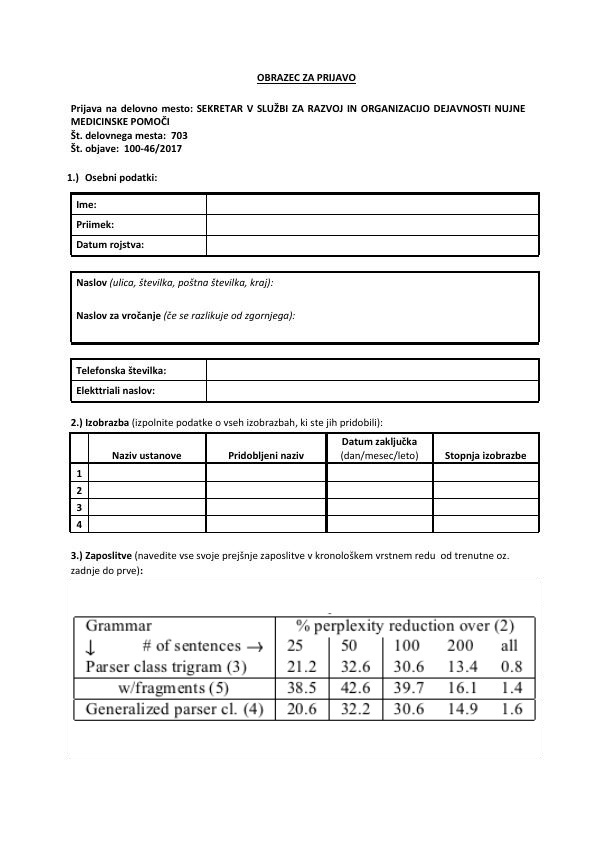 OBRAZEC ZA PRIJAVO
Prijava na delovno mesto: SEKRETAR V SLUŽBI ZA RAZVOJ IN ORGANIZACIJO DEJAVNOSTI NUJNE
MEDICINSKE POMOČI
Št. delovnega mesta: 703
Št. objave: 100-46/2017
1.) Osebni podatki:
Ime:
Priimek:
Datum rojstva:
Naslov (ulica, številka, poštna številka, kraj):
Naslov za vročanje (če se razlikuje od zgornjega):
Telefonska številka:
Elekttriali naslov:
2.) Izobrazba (izpolnite podatke o vseh izobrazbah, ki ste jih pridobili):
Naziv ustanove Pridobljeni naziv Datum zaključka (dan/mesec/leto) Stopnja izobrazbe
1
2
3
4
3.) Zaposlitve (navedite vse svoje prejšnje zaposlitve v kronološkem vrstnem redu od trenutne oz.
zadnje do prve):
Grammar % perplexity reduction over (2)
↓ # of sentences → 25 50 100 200 all
Parser class trigram (3) 21.2 32.6 30.6 13.4 0.8
w/fragments (5) 38.5 42.6 39.7 16.1 1.4
Generalized parser cl. (4) 20.6 32.2 30.6 14.9 1.6